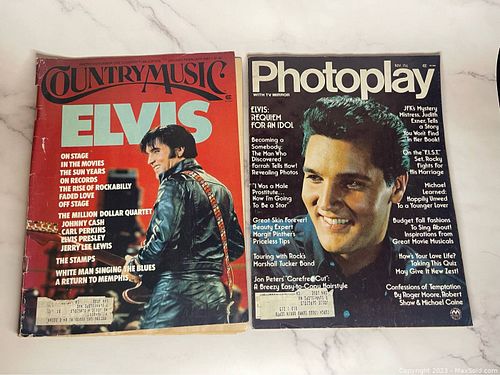 COUNTRY MUSIC
ELVIS
ON STAGE
IN THE MOVIES
THE SUN YEARS
ON RECORDS
THE RISE OF ROCKABILLY
FADED LOVE
OFF STAGE
THE MILLION DOLLAR QUARTET
JOHNNY CASH
CARL PERKINS
ELVIS PRESLEY
JERRY LEE LEWIS
THE STAMPS
WHITE MAN SINGING THE BLUES
A RETURN TO MEMPHIS
Photoplay
WITH TV MIRROR
ELVIS:
REQUIEM
FOR AN IDOL
Becoming a
Somebody:
The Man Who
Discovered
Farrah Tells How!
Revealing Photos
"I Was a Male
Prostitute...
Now I'm Going
To Be a Star"
Great Skin Forever!
Beauty Expert
Margit Pinthers'
Priceless Tips
Touring with Rocks
Marshall Tucker Band
Jon Peters' "Carefree Cut":
A Breezy Easy-to-Copy Hairstyle
JFK's Mystery
Mistress, Judith
Exner, Tells
a Story
You Won't Find
In Her Book!
On the "F.I.S.T."
Set, Rocky
Fights for
His Marriage
Michael
Learned:
Happily Unwed
To a Younger Lover
Budget Fall Fashions
To Sing About!
Inspirations From
Great Movie Musicals
How's Your Love Life?
Taking This Quiz
May Give It New Zest!
Confessions of Temptation
By Roger Moore, Robert
Shaw & Michael Caine
Copyright 2023 - MaxSold.com